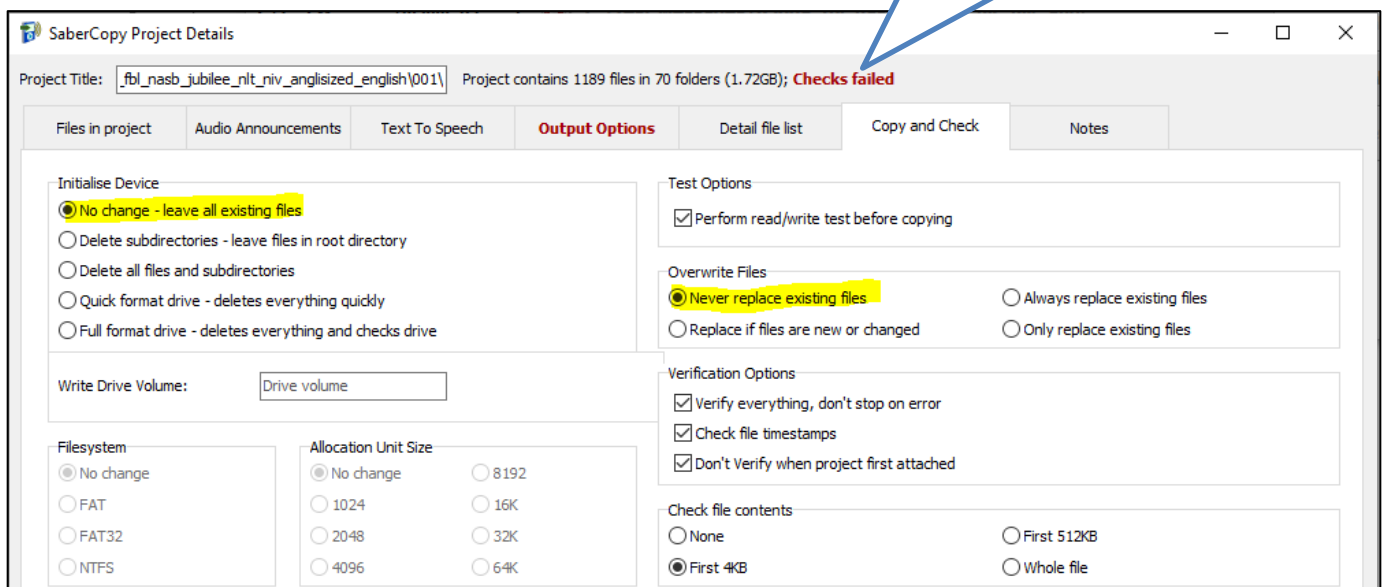 SaberCopy Project Details
Project Title: _fbl_nasb_jubilee_nlt_niv_anglisized_english\001\ Project contains 1189 files in 70 folders (1.72GB); Checks failed
Files in project Audio Announcements Text To Speech Output Options Detail file list Copy and Check Notes
Initialise Device
No change - leave all existing files
Delete subdirectories - leave files in root directory
Delete all files and subdirectories
Quick format drive - deletes everything quickly
Full format drive - deletes everything and checks drive
Write Drive Volume: Drive volume
Filesystem
No change
FAT
FAT32
NTFS
Allocation Unit Size
No change 8192
1024 16K
2048 32K
4096 64K
Test Options
Perform read/write test before copying
Overwrite Files
Never replace existing files Always replace existing files
Replace if files are new or changed Only replace existing files
Verification Options
Verify everything, don't stop on error
Check file timestamps
Don't Verify when project first attached
Check file contents
None First 512KB
First 4KB Whole file